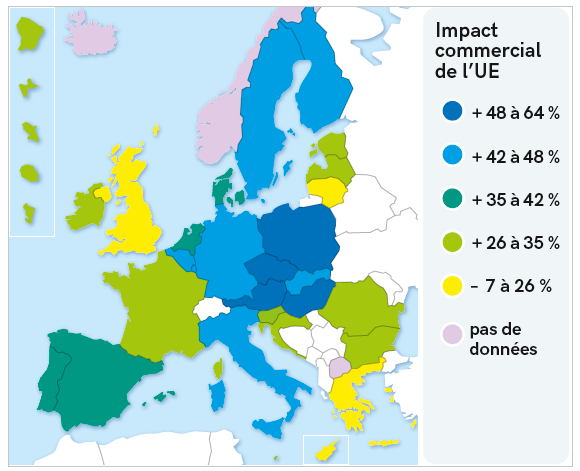 Impact
commercial
de l’UE
+ 48 à 64 %
+ 42 à 48 %
+ 35 à 42 %
+ 26 à 35 %
– 7 à 26 %
pas de
données